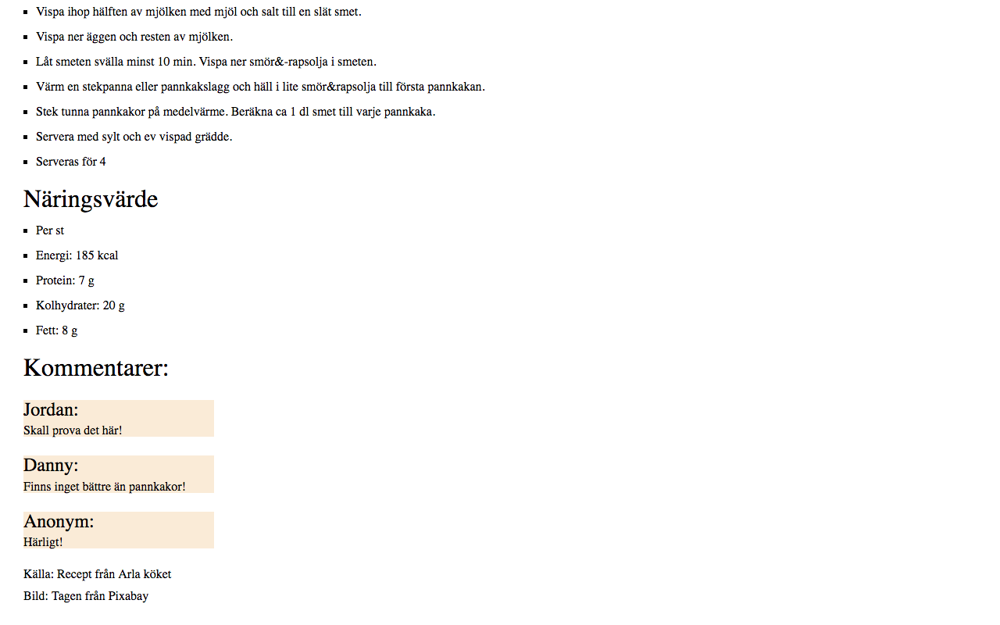 Vispa ihop hälften av mjölken med mjöl och salt till en slät smet.
Vispa ner äggen och resten av mjölken.
Låt smeten svälla minst 10 min. Vispa ner smör&-rapsolja i smeten.
Värm en stekpanna eller pannkakslagg och häll i lite smör&rapsolja till första pannkakan.
Stek tunna pannkakor på medelvärme. Beräkna ca 1 dl smet till varje pannkaka.
Servera med sylt och ev vispad grädde.
Serveras för 4
Näringsvärde
Per st
Energi: 185 kcal
Protein: 7 g
Kolhydrater: 20 g
Fett: 8 g
Kommentarer:
Jordan:
Skall prova det här!
Danny:
Finns inget bättre än pannkakor!
Anonym:
Härligt!
Källa: Recept från Arla köket
Bild: Tagen från Pixabay